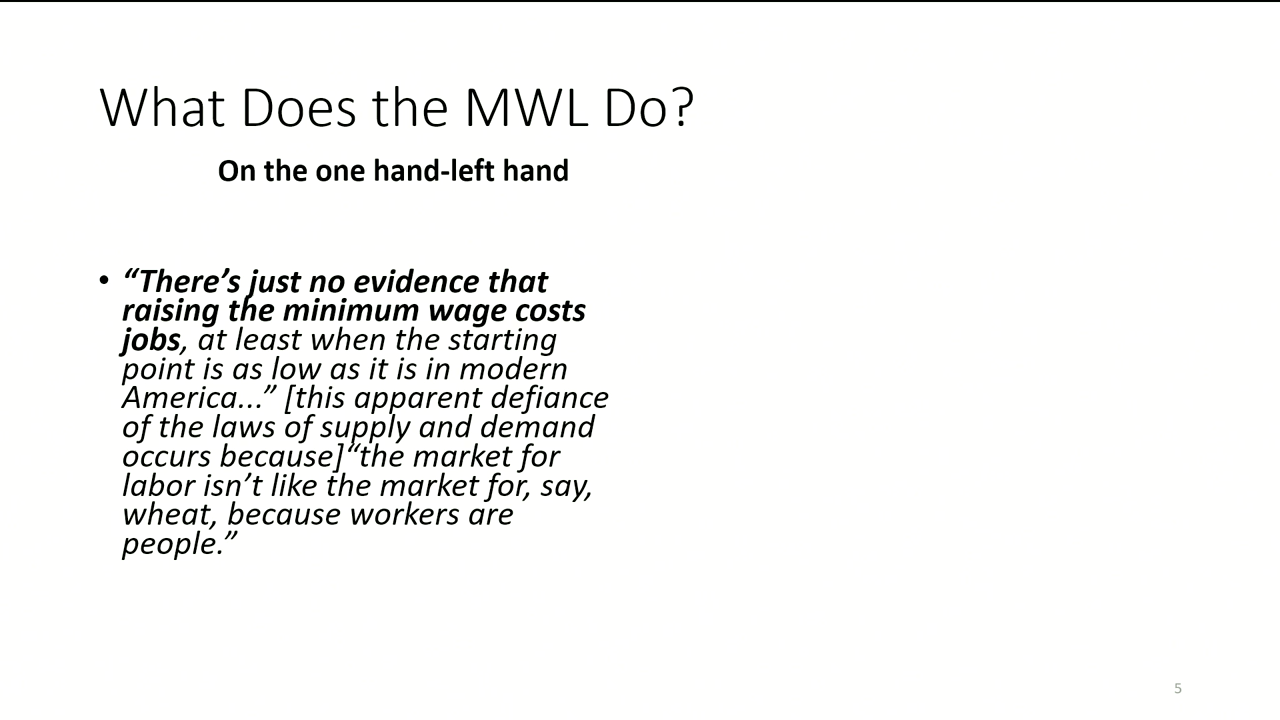 What Does the MWL Do?
On the one hand-left hand
• “There’s just no evidence that
raising the minimum wage costs
jobs, at least when the starting
point is as low as it is in modern
America...” [this apparent defiance
of the laws of supply and demand
occurs because]“the market for
labor isn’t like the market for, say,
wheat, because workers are
people.”
5